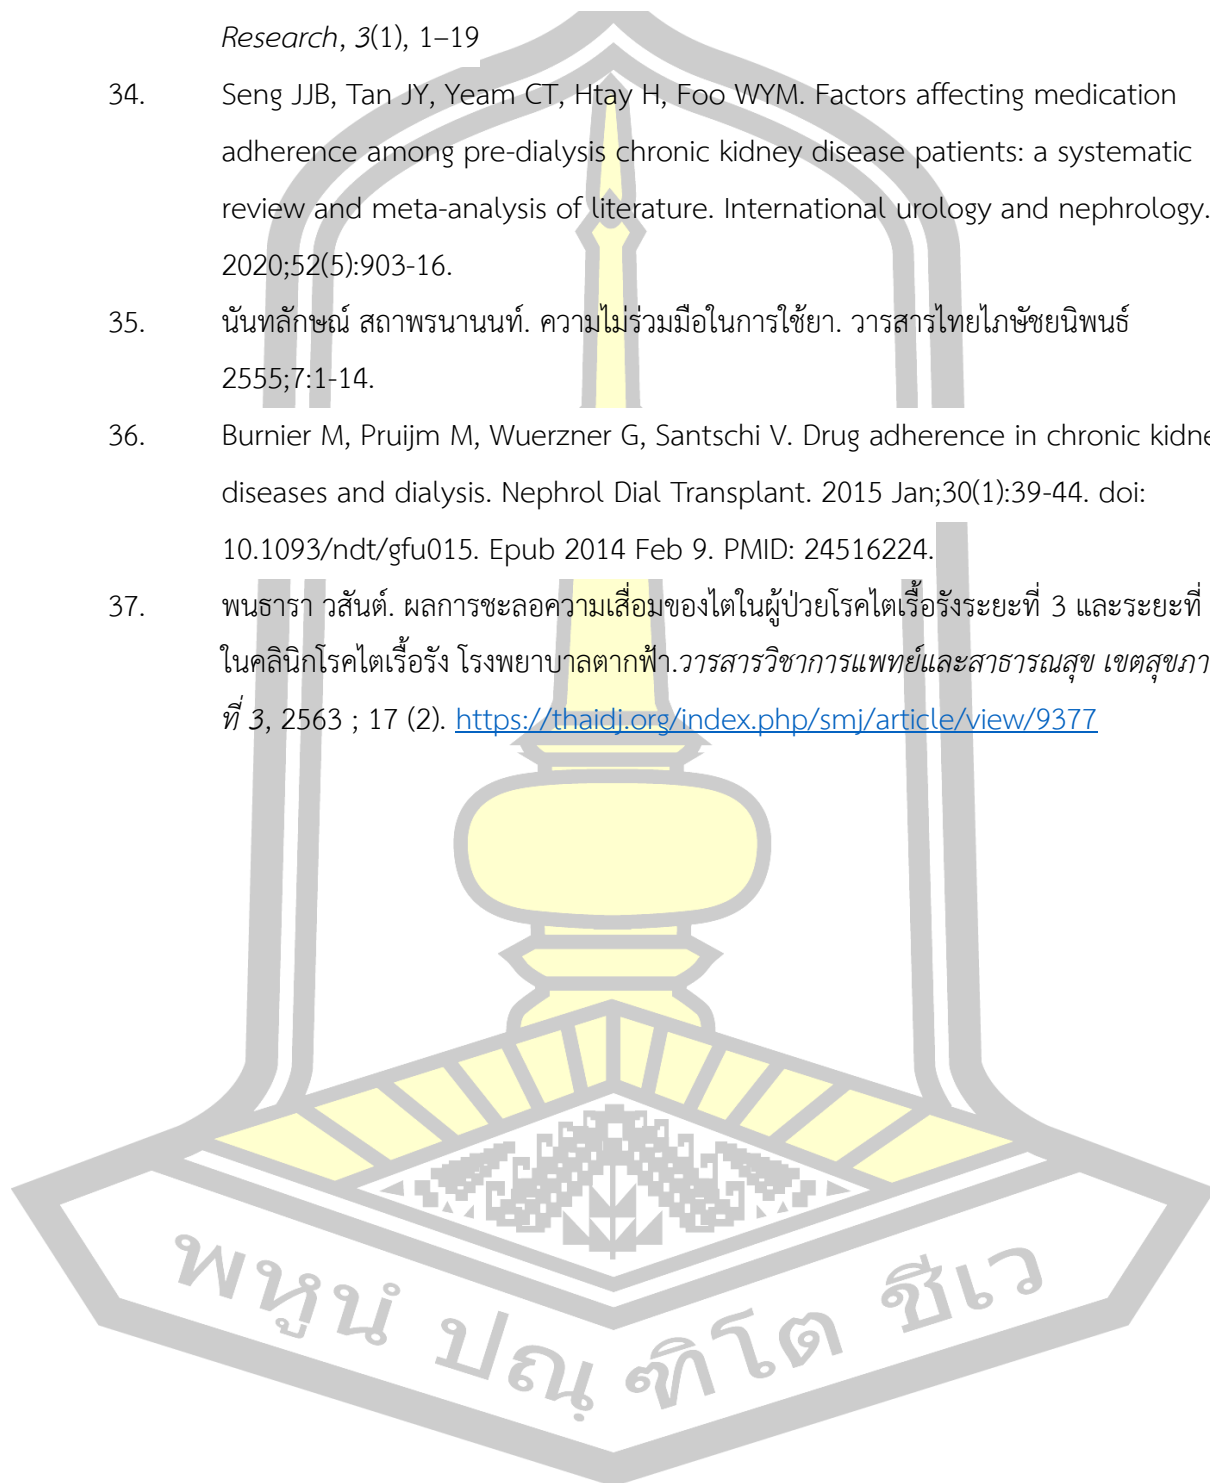 Research, 3(1), 1–19
34. Seng JJB, Tan JY, Yeam CT, Htay H, Foo WYM. Factors affecting medication
adherence among pre-dialysis chronic kidney disease patients: a systematic
review and meta-analysis of literature. International urology and nephrology.
2020;52(5):903-16.
35. นันทลักษณ์ สถาพรนานนท์. ความไม่ร่วมมือในการใช้ยา. วารสารไทยไภษัชยนิพนธ์
2555;7:1-14.
36. Burnier M, Pruijm M, Wuerzner G, Santschi V. Drug adherence in chronic kidne
diseases and dialysis. Nephrol Dial Transplant. 2015 Jan;30(1):39-44. doi:
10.1093/ndt/gfu015. Epub 2014 Feb 9. PMID: 24516224.
37. พนธารา วสันต์. ผลการชะลอความเสื่อมของไตในผู้ป่วยโรคไตเรื้อรังระยะที่ 3 และระยะที่
ในคลินิกโรคไตเรื้อรัง โรงพยาบาลตากฟ้า.วารสารวิชาการแพทย์และสาธารณสุข เขตสุขภา
ที่ 3, 2563 ; 17 (2). https://thaidj.org/index.php/smj/article/view/9377
พหูนํ ปณฺฑิโต ชีเว